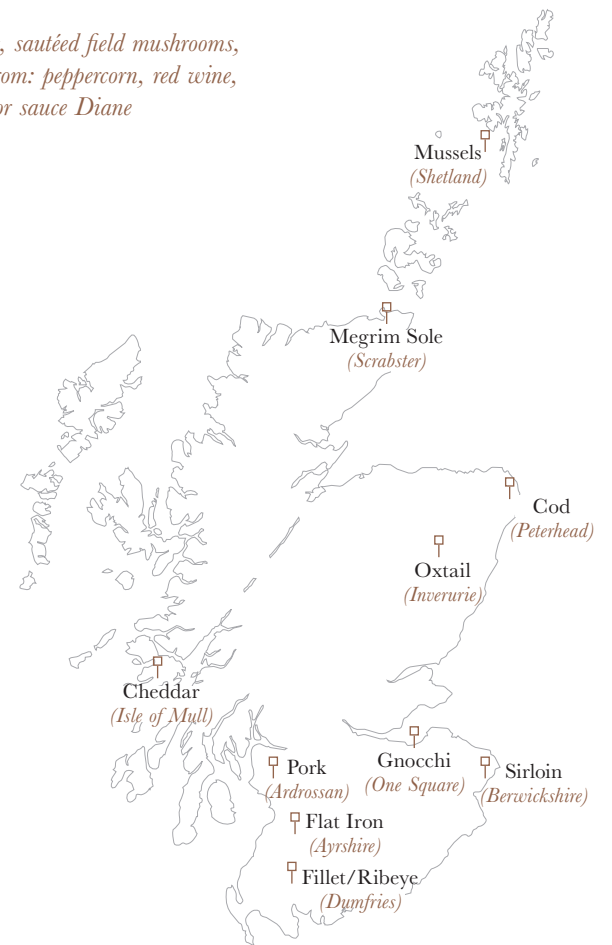 , sautéed field mushrooms,
om: peppercorn, red wine,
or sauce Diane
Mussels
(Shetland)
Megrim Sole
(Scrabster)
Cod
(Peterhead)
Oxtail
(Inverurie)
Cheddar
(Isle of Mull)
Gnocchi
(One Square)
Pork
(Ardrossan)
Sirloin
(Berwickshire)
Flat Iron
(Ayrshire)
Fillet/Ribeye
(Dumfries)